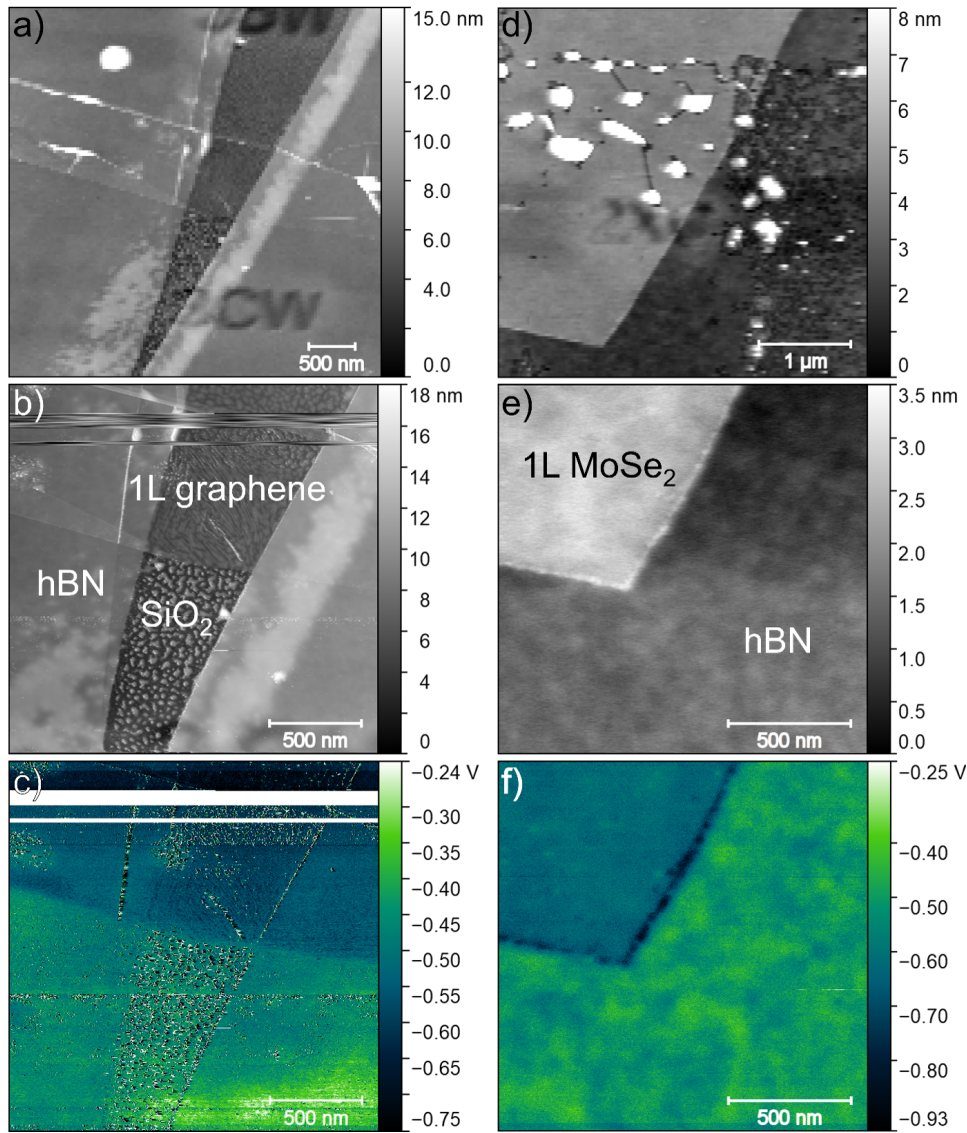 a)
15.0 nm
12.0
10.0
8.0
6.0
4.0
0.0
CCW
500 nm
d)
8 nm
7
6
5
4
3
2
1
0
1 µm
b)
18 nm
16
14
12
10
8
6
4
2
0
1L graphene
hBN
SiO₂
500 nm
e)
3.5 nm
3.0
2.5
2.0
1.5
1.0
0.5
0.0
1L MoSe₂
hBN
500 nm
c)
−0.24 V
−0.30
−0.35
−0.40
−0.45
−0.50
−0.55
−0.60
−0.65
−0.75
500 nm
f)
−0.25 V
−0.40
−0.50
−0.60
−0.70
−0.80
−0.93
500 nm